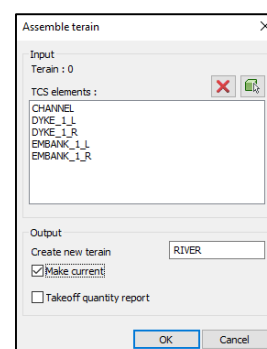 Assemble terain
Input
Terain : 0
TCS elements :
CHANNEL
DYKE_1_L
DYKE_1_R
EMBANK_1_L
EMBANK_1_R
Output
Create new terain RIVER
Make current
Takeoff quantity report
OK Cancel